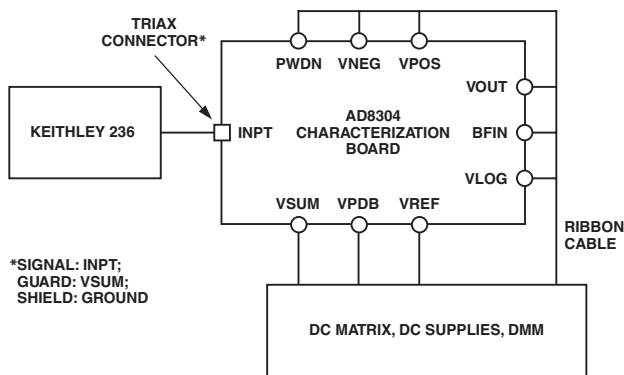 TRIAX
CONNECTOR*
PWDN VNEG VPOS
VOUT
KEITHLEY 236
INPT
AD8304
CHARACTERIZATION
BOARD
BFIN
VLOG
VSUM VPDB VREF
RIBBON
CABLE
*SIGNAL: INPT;
GUARD: VSUM;
SHIELD: GROUND
DC MATRIX, DC SUPPLIES, DMM